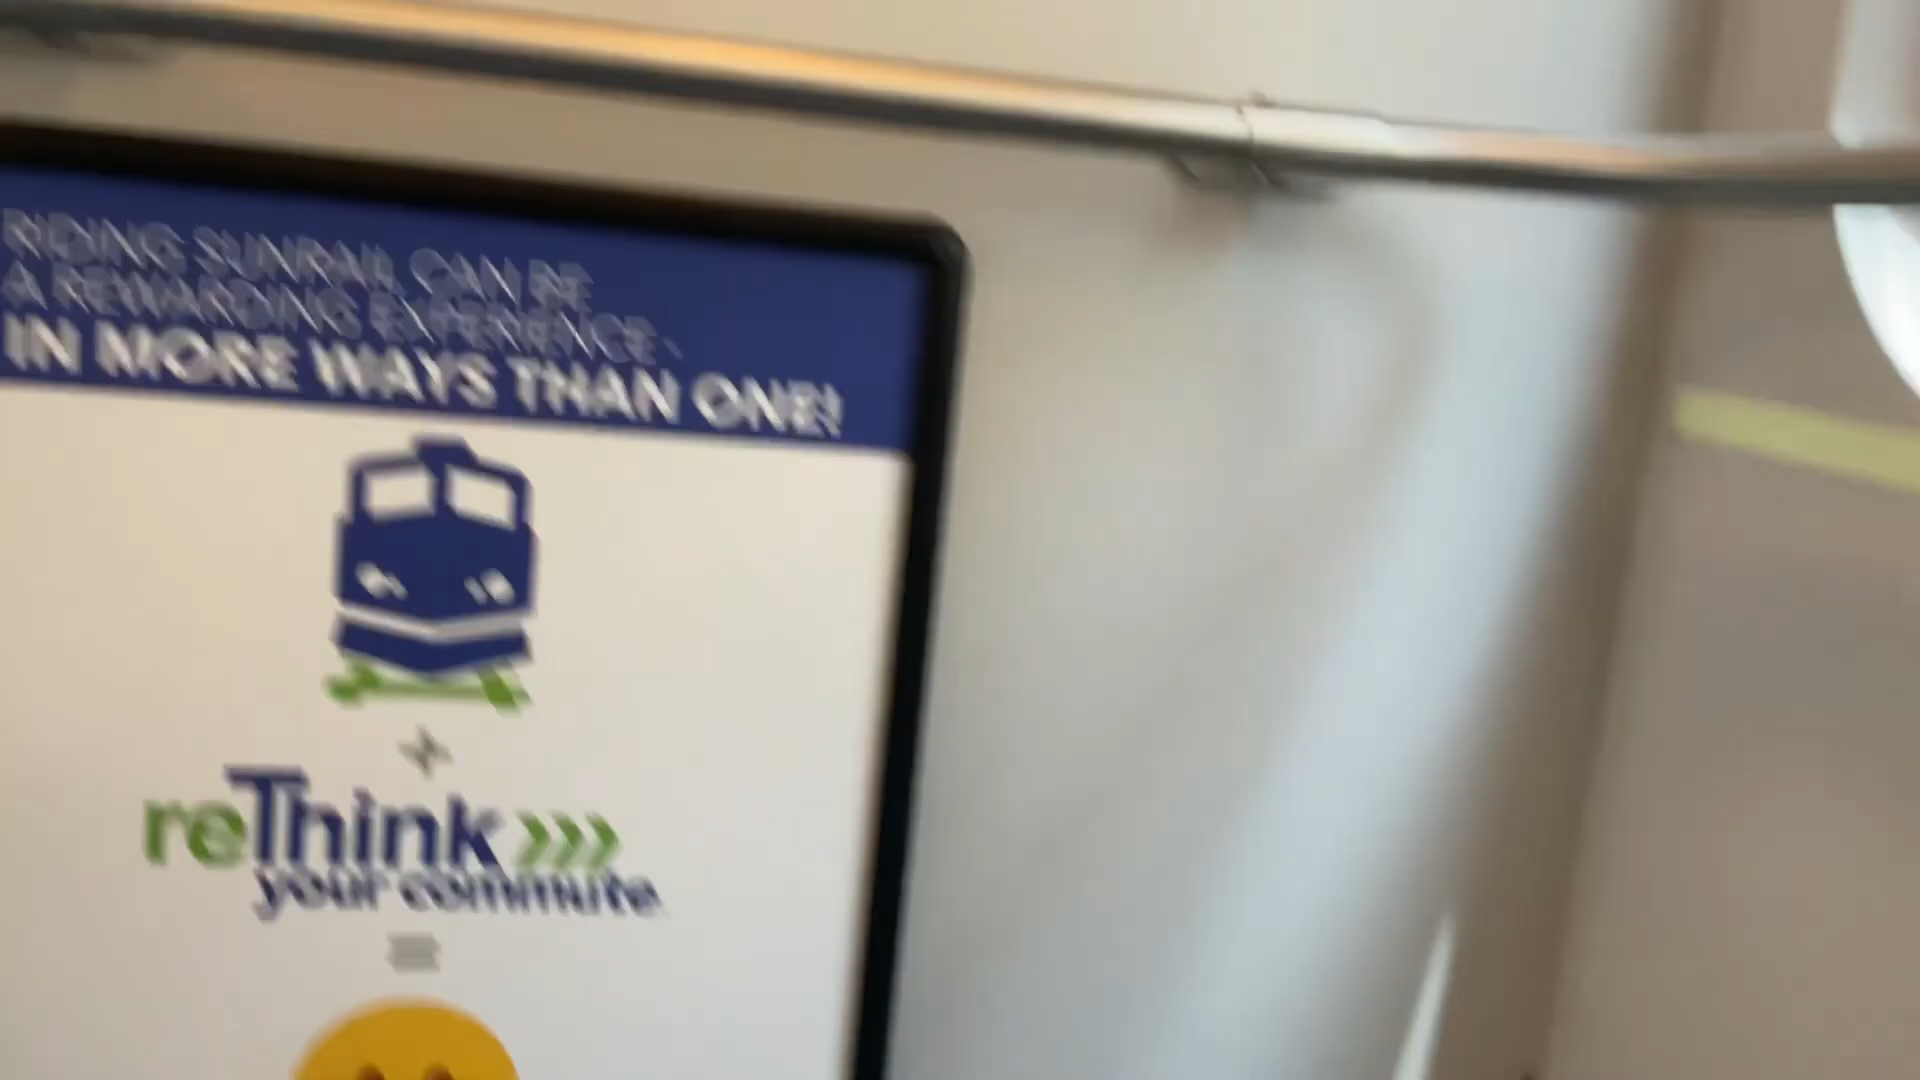 RIDING SUNRAIL CAN BE
A REWARDING EXPERIENCE
IN MORE WAYS THAN ONE!
+
reThink >>>
your commute
=